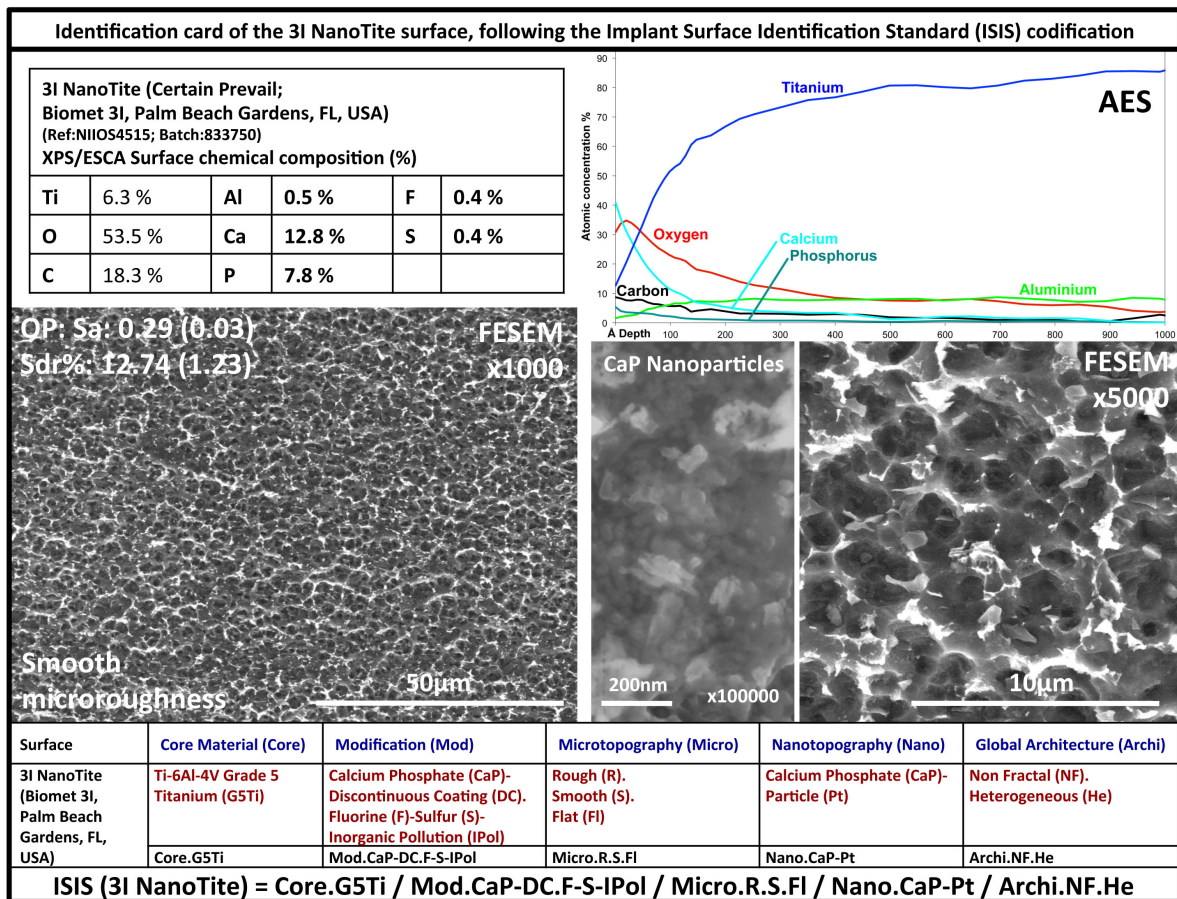 Identification card of the 3I NanoTite surface, following the Implant Surface Identification Standard (ISIS) codification
3I NanoTite (Certain Prevail;
Biomet 3I, Palm Beach Gardens, FL, USA)
(Ref:NIIOS4515; Batch:833750)
XPS/ESCA Surface chemical composition (%)
Ti 6.3 % Al 0.5 % F 0.4 %
O 53.5 % Ca 12.8 % S 0.4 %
C 18.3 % P 7.8 %
Atomic concentration %
90
80
70
60
50
40
30
20
10
0
Titanium
AES
Oxygen
Calcium
Phosphorus
Carbon
Aluminium
Å Depth 100 200 300 400 500 600 700 800 900 1000
OP: Sa: 0.29 (0.03)
Sdr%: 12.74 (1.23)
FESEM
x1000
Smooth
microroughness
50µm
CaP Nanoparticles
200nm
x100000
FESEM
x5000
10µm
Surface Core Material (Core) Modification (Mod) Microtopography (Micro) Nanotopography (Nano) Global Architecture (Archi)
3I NanoTite
(Biomet 3I,
Palm Beach
Gardens, FL,
USA)
Ti-6Al-4V Grade 5
Titanium (G5Ti)
Calcium Phosphate (CaP)-
Discontinuous Coating (DC).
Fluorine (F)-Sulfur (S)-
Inorganic Pollution (IPol)
Rough (R).
Smooth (S).
Flat (Fl)
Calcium Phosphate (CaP)-
Particle (Pt)
Non Fractal (NF).
Heterogeneous (He)
Core.G5Ti Mod.CaP-DC.F-S-IPol Micro.R.S.Fl Nano.CaP-Pt Archi.NF.He
ISIS (3I NanoTite) = Core.G5Ti / Mod.CaP-DC.F-S-IPol / Micro.R.S.Fl / Nano.CaP-Pt / Archi.NF.He